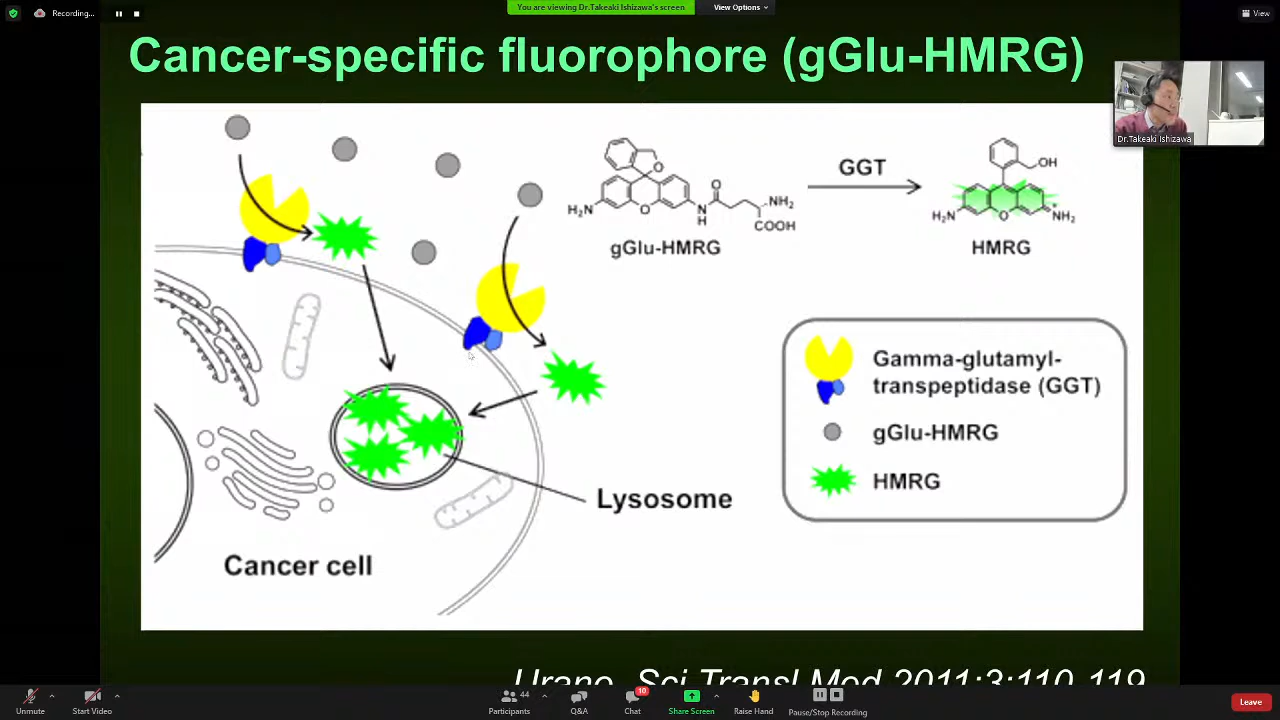 Recording...
You are viewing Dr.Takeaki Ishizawa's screen
View Options
View
Cancer-specific fluorophore (gGlu-HMRG)
Dr.Takeaki Ishizawa
H₂N
O
O
N
H
O
NH₂
COOH
gGlu-HMRG
GGT
OH
H₂N
O
NH₂
HMRG
Gamma-glutamyl-
transpeptidase (GGT)
gGlu-HMRG
HMRG
Lysosome
Cancer cell
Urano, Sci Transl Med 2011;3:110-119
Unmute
Start Video
Participants
44
Q&A
Chat
10
Share Screen
Raise Hand
Pause/Stop Recording
Leave